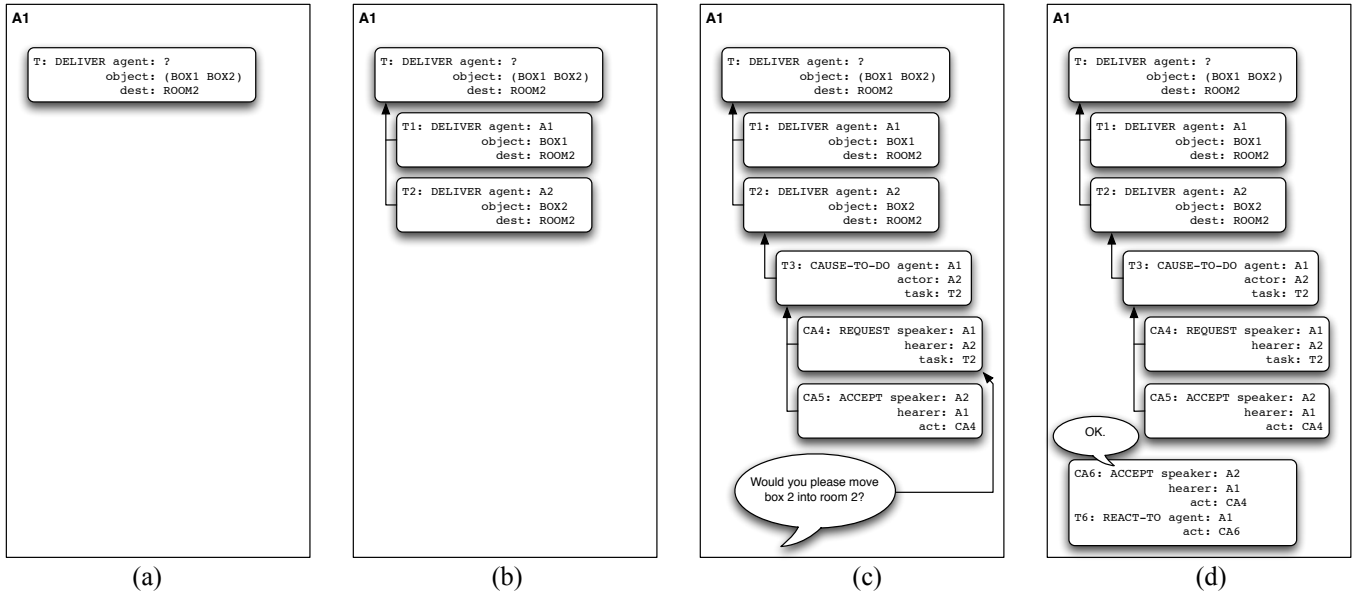 A1
T: DELIVER agent: ?
object: (BOX1 BOX2)
dest: ROOM2
(a)
A1
T: DELIVER agent: ?
object: (BOX1 BOX2)
dest: ROOM2
T1: DELIVER agent: A1
object: BOX1
dest: ROOM2
T2: DELIVER agent: A2
object: BOX2
dest: ROOM2
(b)
A1
T: DELIVER agent: ?
object: (BOX1 BOX2)
dest: ROOM2
T1: DELIVER agent: A1
object: BOX1
dest: ROOM2
T2: DELIVER agent: A2
object: BOX2
dest: ROOM2
T3: CAUSE-TO-DO agent: A1
actor: A2
task: T2
CA4: REQUEST speaker: A1
hearer: A2
task: T2
CA5: ACCEPT speaker: A2
hearer: A1
act: CA4
Would you please move
box 2 into room 2?
(c)
A1
T: DELIVER agent: ?
object: (BOX1 BOX2)
dest: ROOM2
T1: DELIVER agent: A1
object: BOX1
dest: ROOM2
T2: DELIVER agent: A2
object: BOX2
dest: ROOM2
T3: CAUSE-TO-DO agent: A1
actor: A2
task: T2
CA4: REQUEST speaker: A1
hearer: A2
task: T2
CA5: ACCEPT speaker: A2
hearer: A1
act: CA4
OK.
CA6: ACCEPT speaker: A2
hearer: A1
act: CA4
T6: REACT-TO agent: A1
act: CA6
(d)